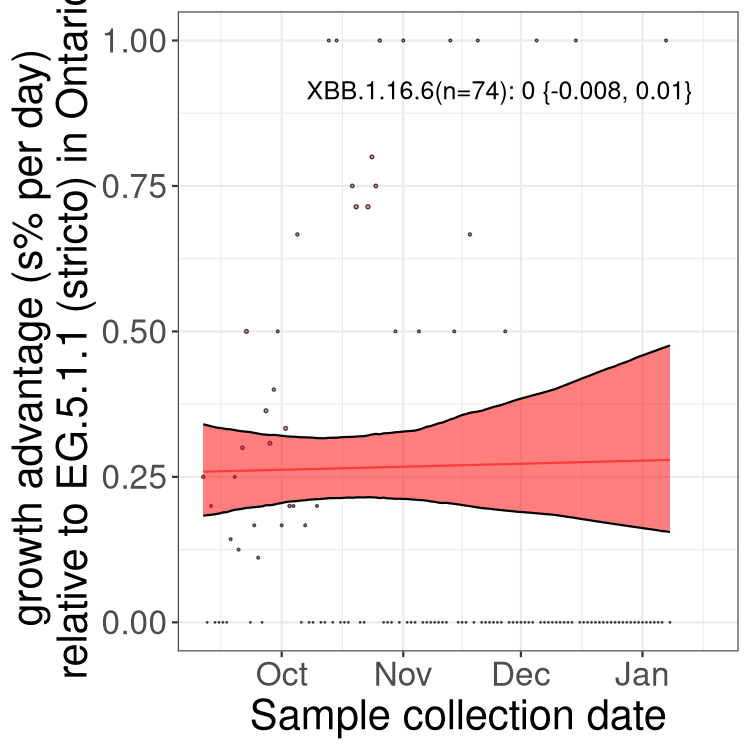 growth advantage (s% per day)
relative to EG.5.1.1 (stricto) in Ontario
1.00
0.75
0.50
0.25
0.00
XBB.1.16.6(n=74): 0 {-0.008, 0.01}
Oct Nov Dec Jan
Sample collection date